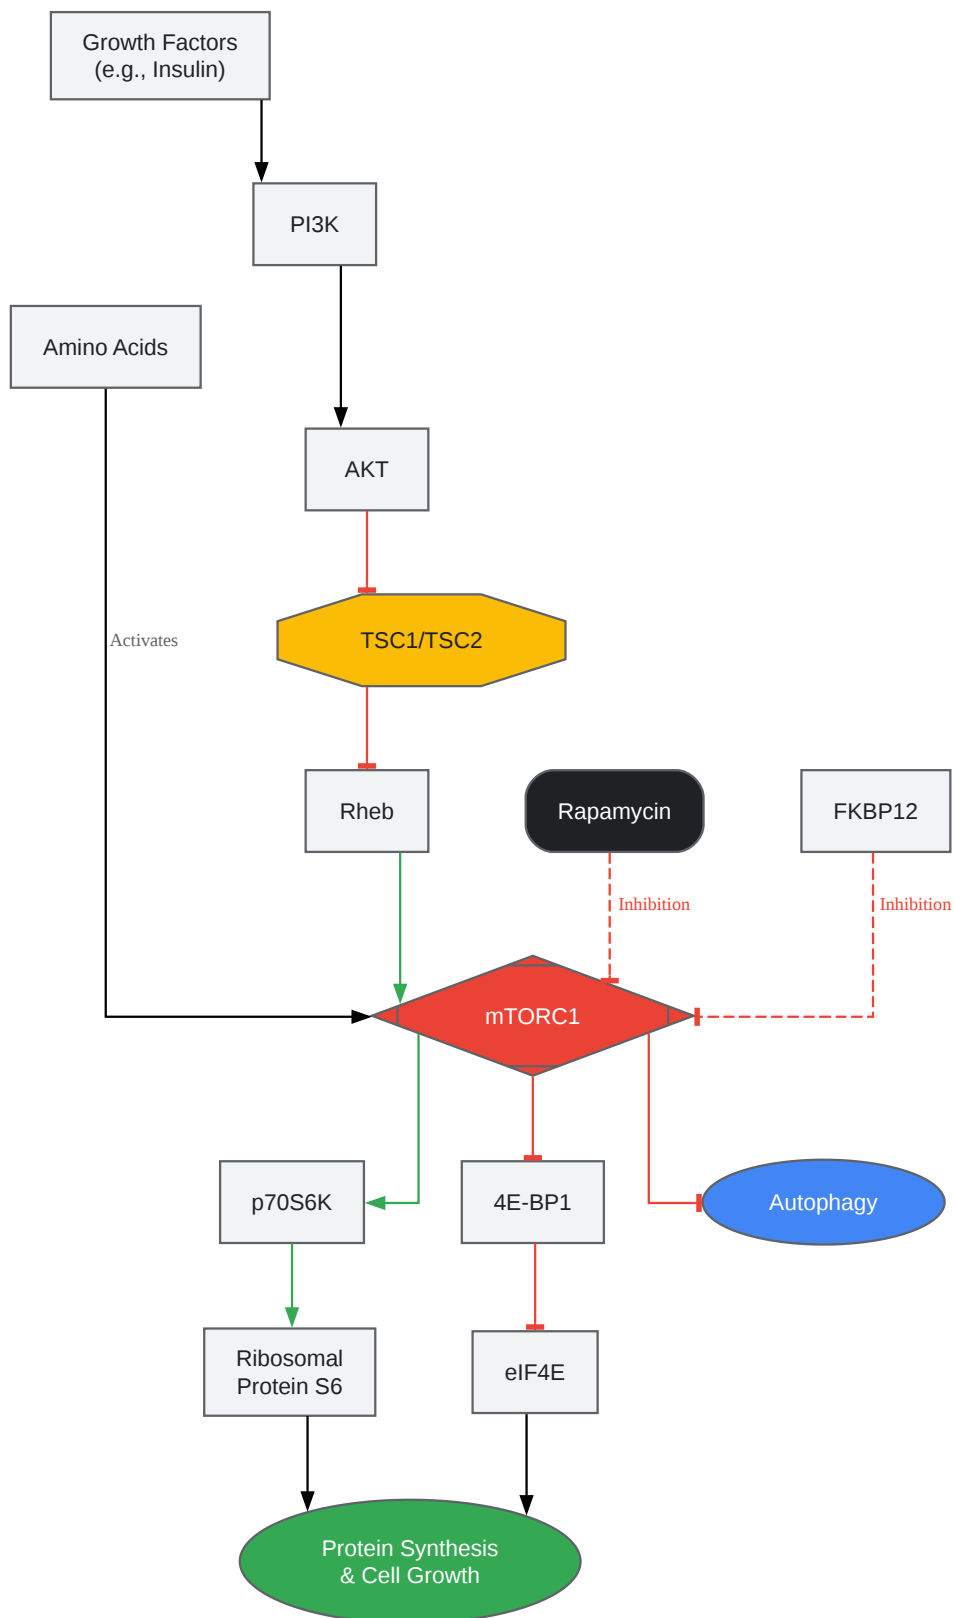 Growth Factors
(e.g., Insulin)
PI3K
Amino Acids
AKT
Activates
TSC1/TSC2
Rheb
Rapamycin
FKBP12
Inhibition
Inhibition
mTORC1
p70S6K
4E-BP1
Autophagy
Ribosomal
Protein S6
eIF4E
Protein Synthesis
& Cell Growth